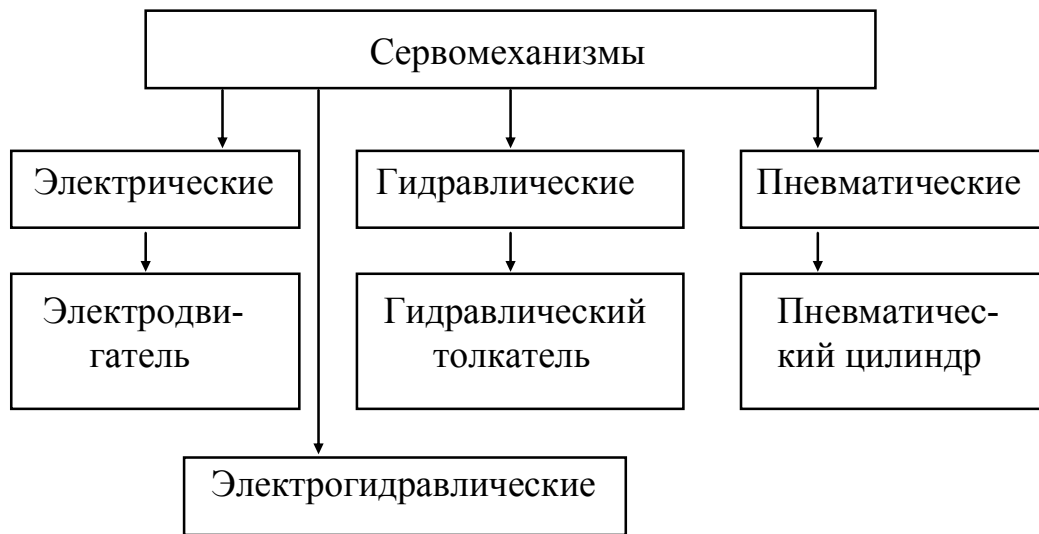 Сервомеханизмы
Электрические
Гидравлические
Пневматические
Электродви-
гатель
Гидравлический
толкатель
Пневматичес-
кий цилиндр
Электрогидравлические